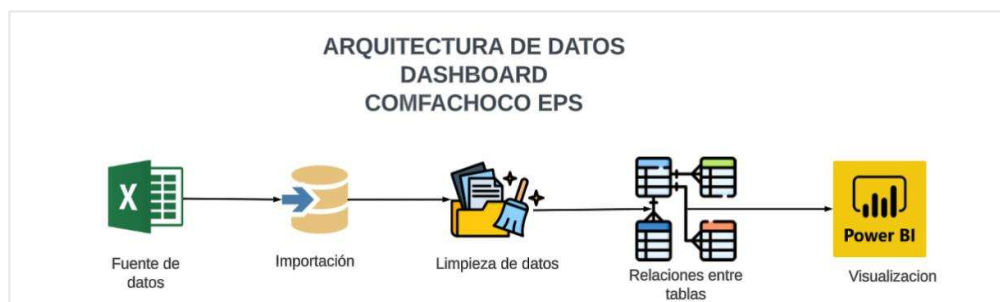 ARQUITECTURA DE DATOS
DASHBOARD
COMFACHOCO EPS
X
Power BI
Fuente de
datos
Importación
Limpieza de datos
Relaciones entre
tablas
Visualizacion